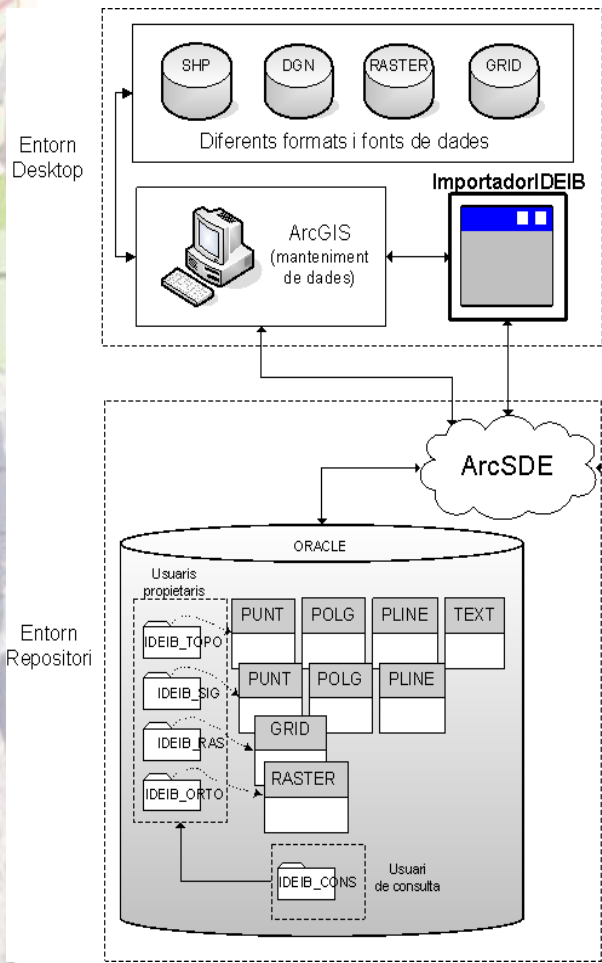 SHP
DGN
RASTER
GRID
Diferents formats i fonts de dades
Entorn
Desktop
ImportadorIDEIB
ArcGIS
(manteniment
de dades)
ArcSDE
ORACLE
Usuaris
propietaris
Entorn
Repositori
IDEIB_TOPO
PUNT
POLG
PLINE
TEXT
IDEIB_SIG
PUNT
POLG
PLINE
IDEIB_RAS
GRID
IDEIB_ORTO
RASTER
IDEIB_CONS
Usuari
de consulta